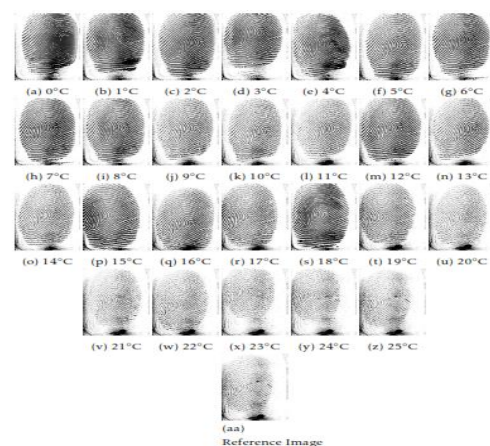 (a) 0°C (b) 1°C (c) 2°C (d) 3°C (e) 4°C (f) 5°C (g) 6°C
(h) 7°C (i) 8°C (j) 9°C (k) 10°C (l) 11°C (m) 12°C (n) 13°C
(o) 14°C (p) 15°C (q) 16°C (r) 17°C (s) 18°C (t) 19°C (u) 20°C
(v) 21°C (w) 22°C (x) 23°C (y) 24°C (z) 25°C
(aa)
Reference Image